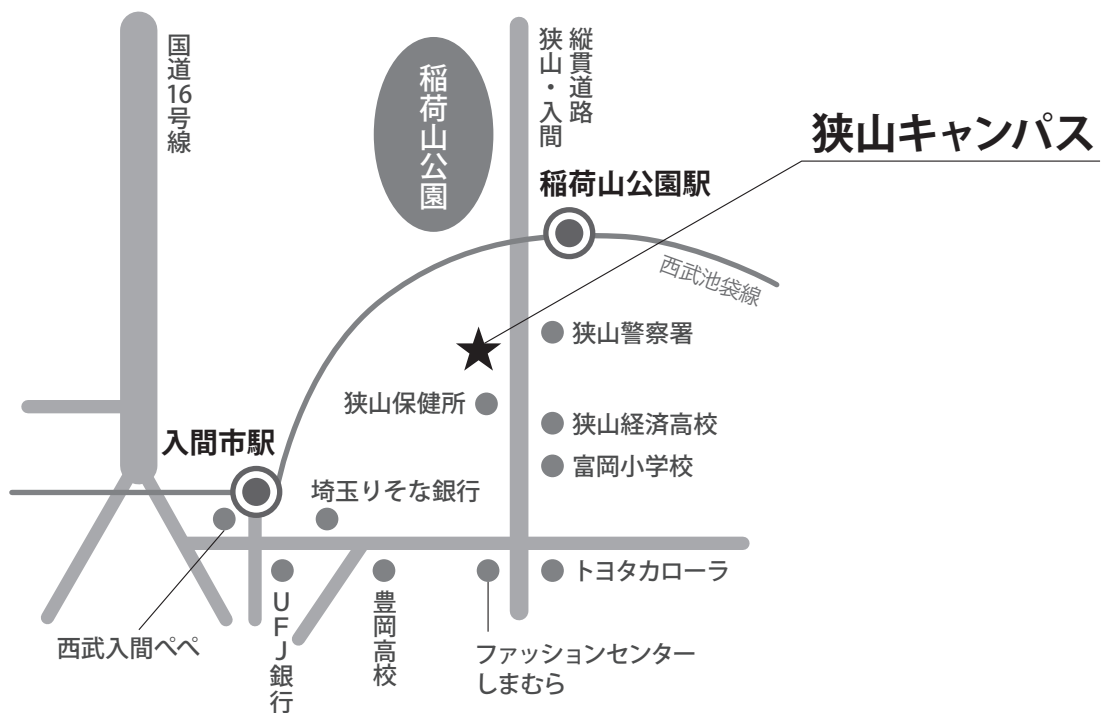 国道16号線
稲荷山公園
縦貫道路
狭山・入間
狭山キャンパス
稲荷山公園駅
西武池袋線
狭山警察署
狭山保健所
狭山経済高校
入間市駅
富岡小学校
埼玉りそな銀行
トヨタカローラ
西武入間ぺぺ
UFJ銀行
豊岡高校
ファッションセンター
しまむら